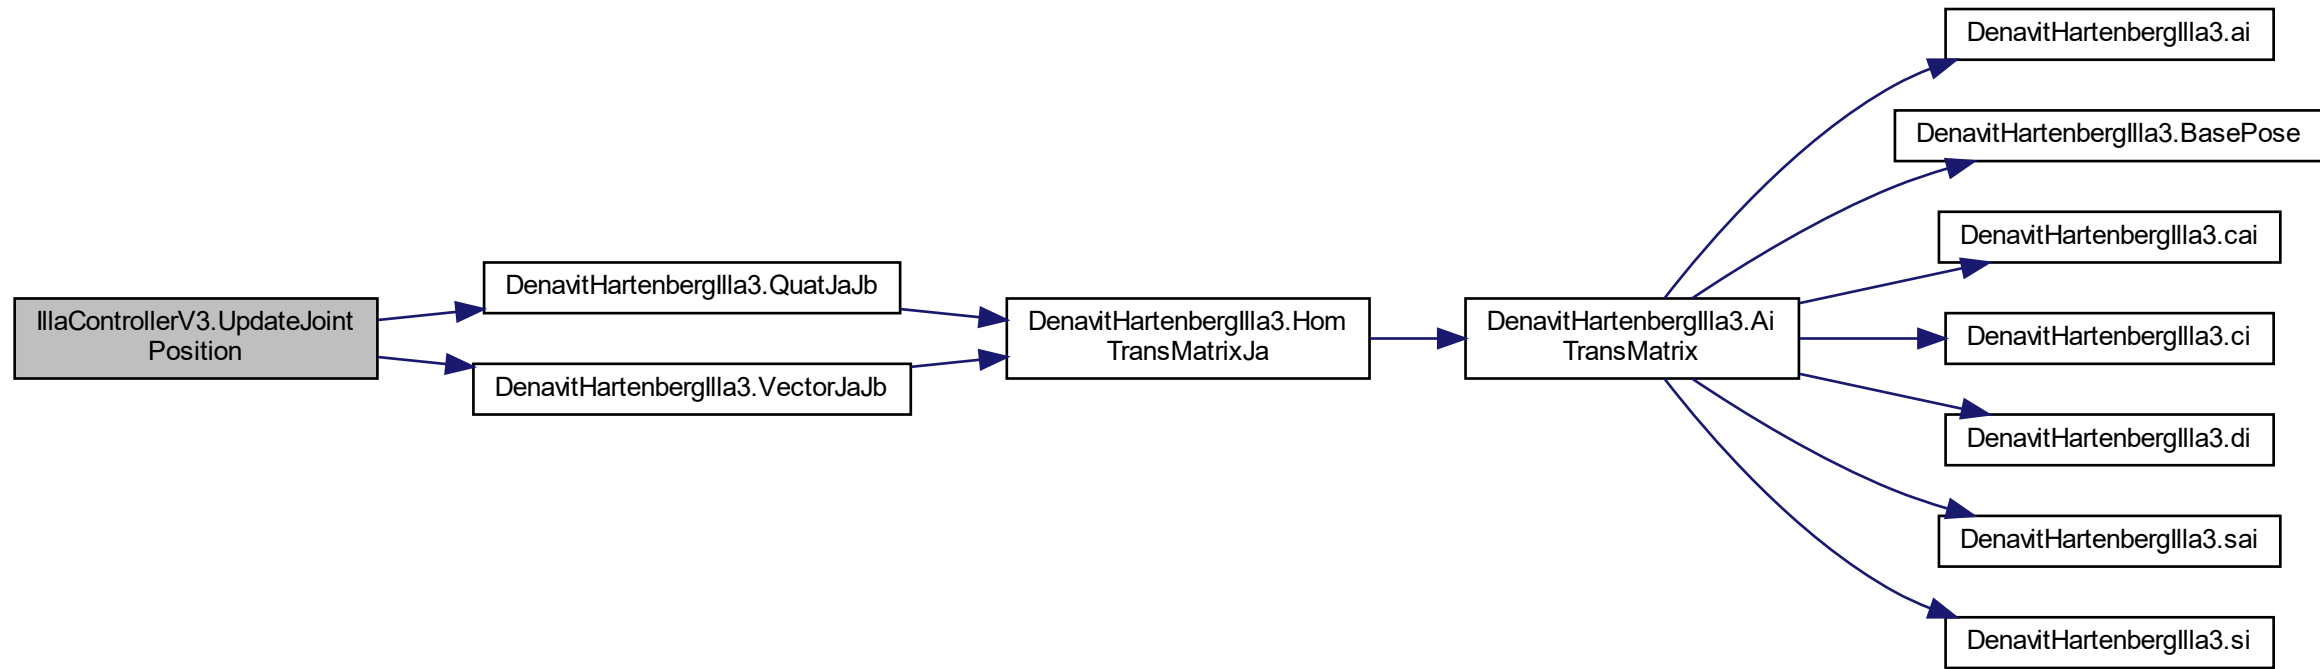 IllaControllerV3.UpdateJoint
Position
DenavitHartenbergIlla3.QuatJaJb
DenavitHartenbergIlla3.VectorJaJb
DenavitHartenbergIlla3.Hom
TransMatrixJa
DenavitHartenbergIlla3.Ai
TransMatrix
DenavitHartenbergIlla3.ai
DenavitHartenbergIlla3.BasePose
DenavitHartenbergIlla3.cai
DenavitHartenbergIlla3.ci
DenavitHartenbergIlla3.di
DenavitHartenbergIlla3.sai
DenavitHartenbergIlla3.si